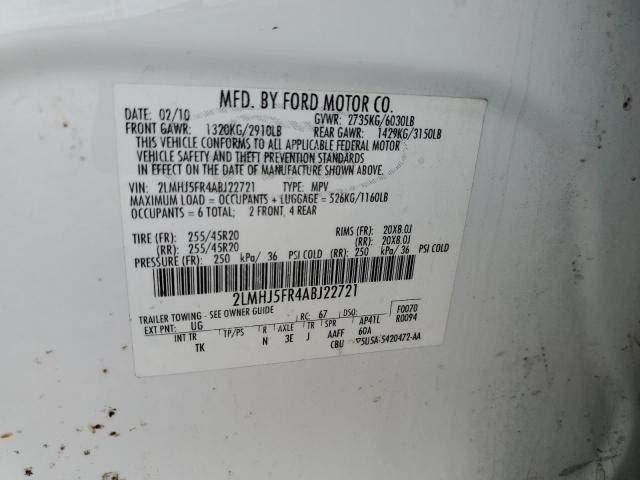 MFD. BY FORD MOTOR CO.
DATE: 02/10 GVWR: 2735KG/6030LB
FRONT GAWR: 1320KG/2910LB REAR GAWR: 1429KG/3150LB
THIS VEHICLE CONFORMS TO ALL APPLICABLE FEDERAL MOTOR
VEHICLE SAFETY AND THEFT PREVENTION STANDARDS
IN EFFECT ON THE DATE OF MANUFACTURE SHOWN ABOVE.
VIN: 2LMHJ5FR4ABJ22721 TYPE: MPV
MAXIMUM LOAD = OCCUPANTS + LUGGAGE = 526KG/1160LB
OCCUPANTS = 6 TOTAL; 2 FRONT, 4 REAR
TIRE (FR): 255/45R20 RIMS (FR): 20X8.0J
(RR): 255/45R20 (RR): 20X8.0J
PRESSURE (FR): 250 kPa/ 36 PSI COLD (RR): 250 kPa/ 36 PSI COLD
2LMHJ5FR4ABJ22721
TRAILER TOWING - SEE OWNER GUIDE RC: 67 DSO: F0070
EXT PNT: UG AP41L R0094
INT TR TP/PS R AXLE TR SPR 60A
TK N 3E J AAFF CBU 5U5A-5420472-AA